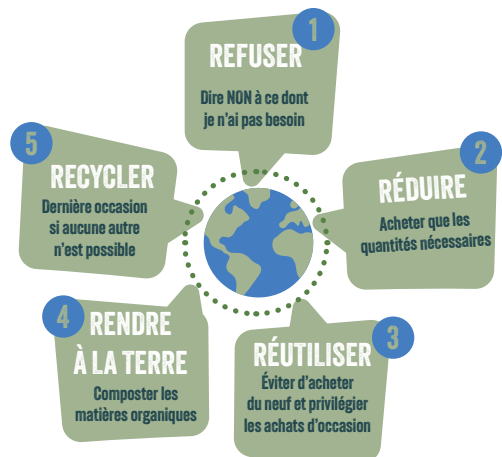 1
REFUSER
Dire NON à ce dont
je n'ai pas besoin
2
RÉDUIRE
Acheter que les
quantités nécessaires
3
RÉUTILISER
Éviter d'acheter
du neuf et privilégier
les achats d'occasion
4
RENDRE
À LA TERRE
Composter les
matières organiques
5
RECYCLER
Dernière occasion
si aucune autre
n'est possible